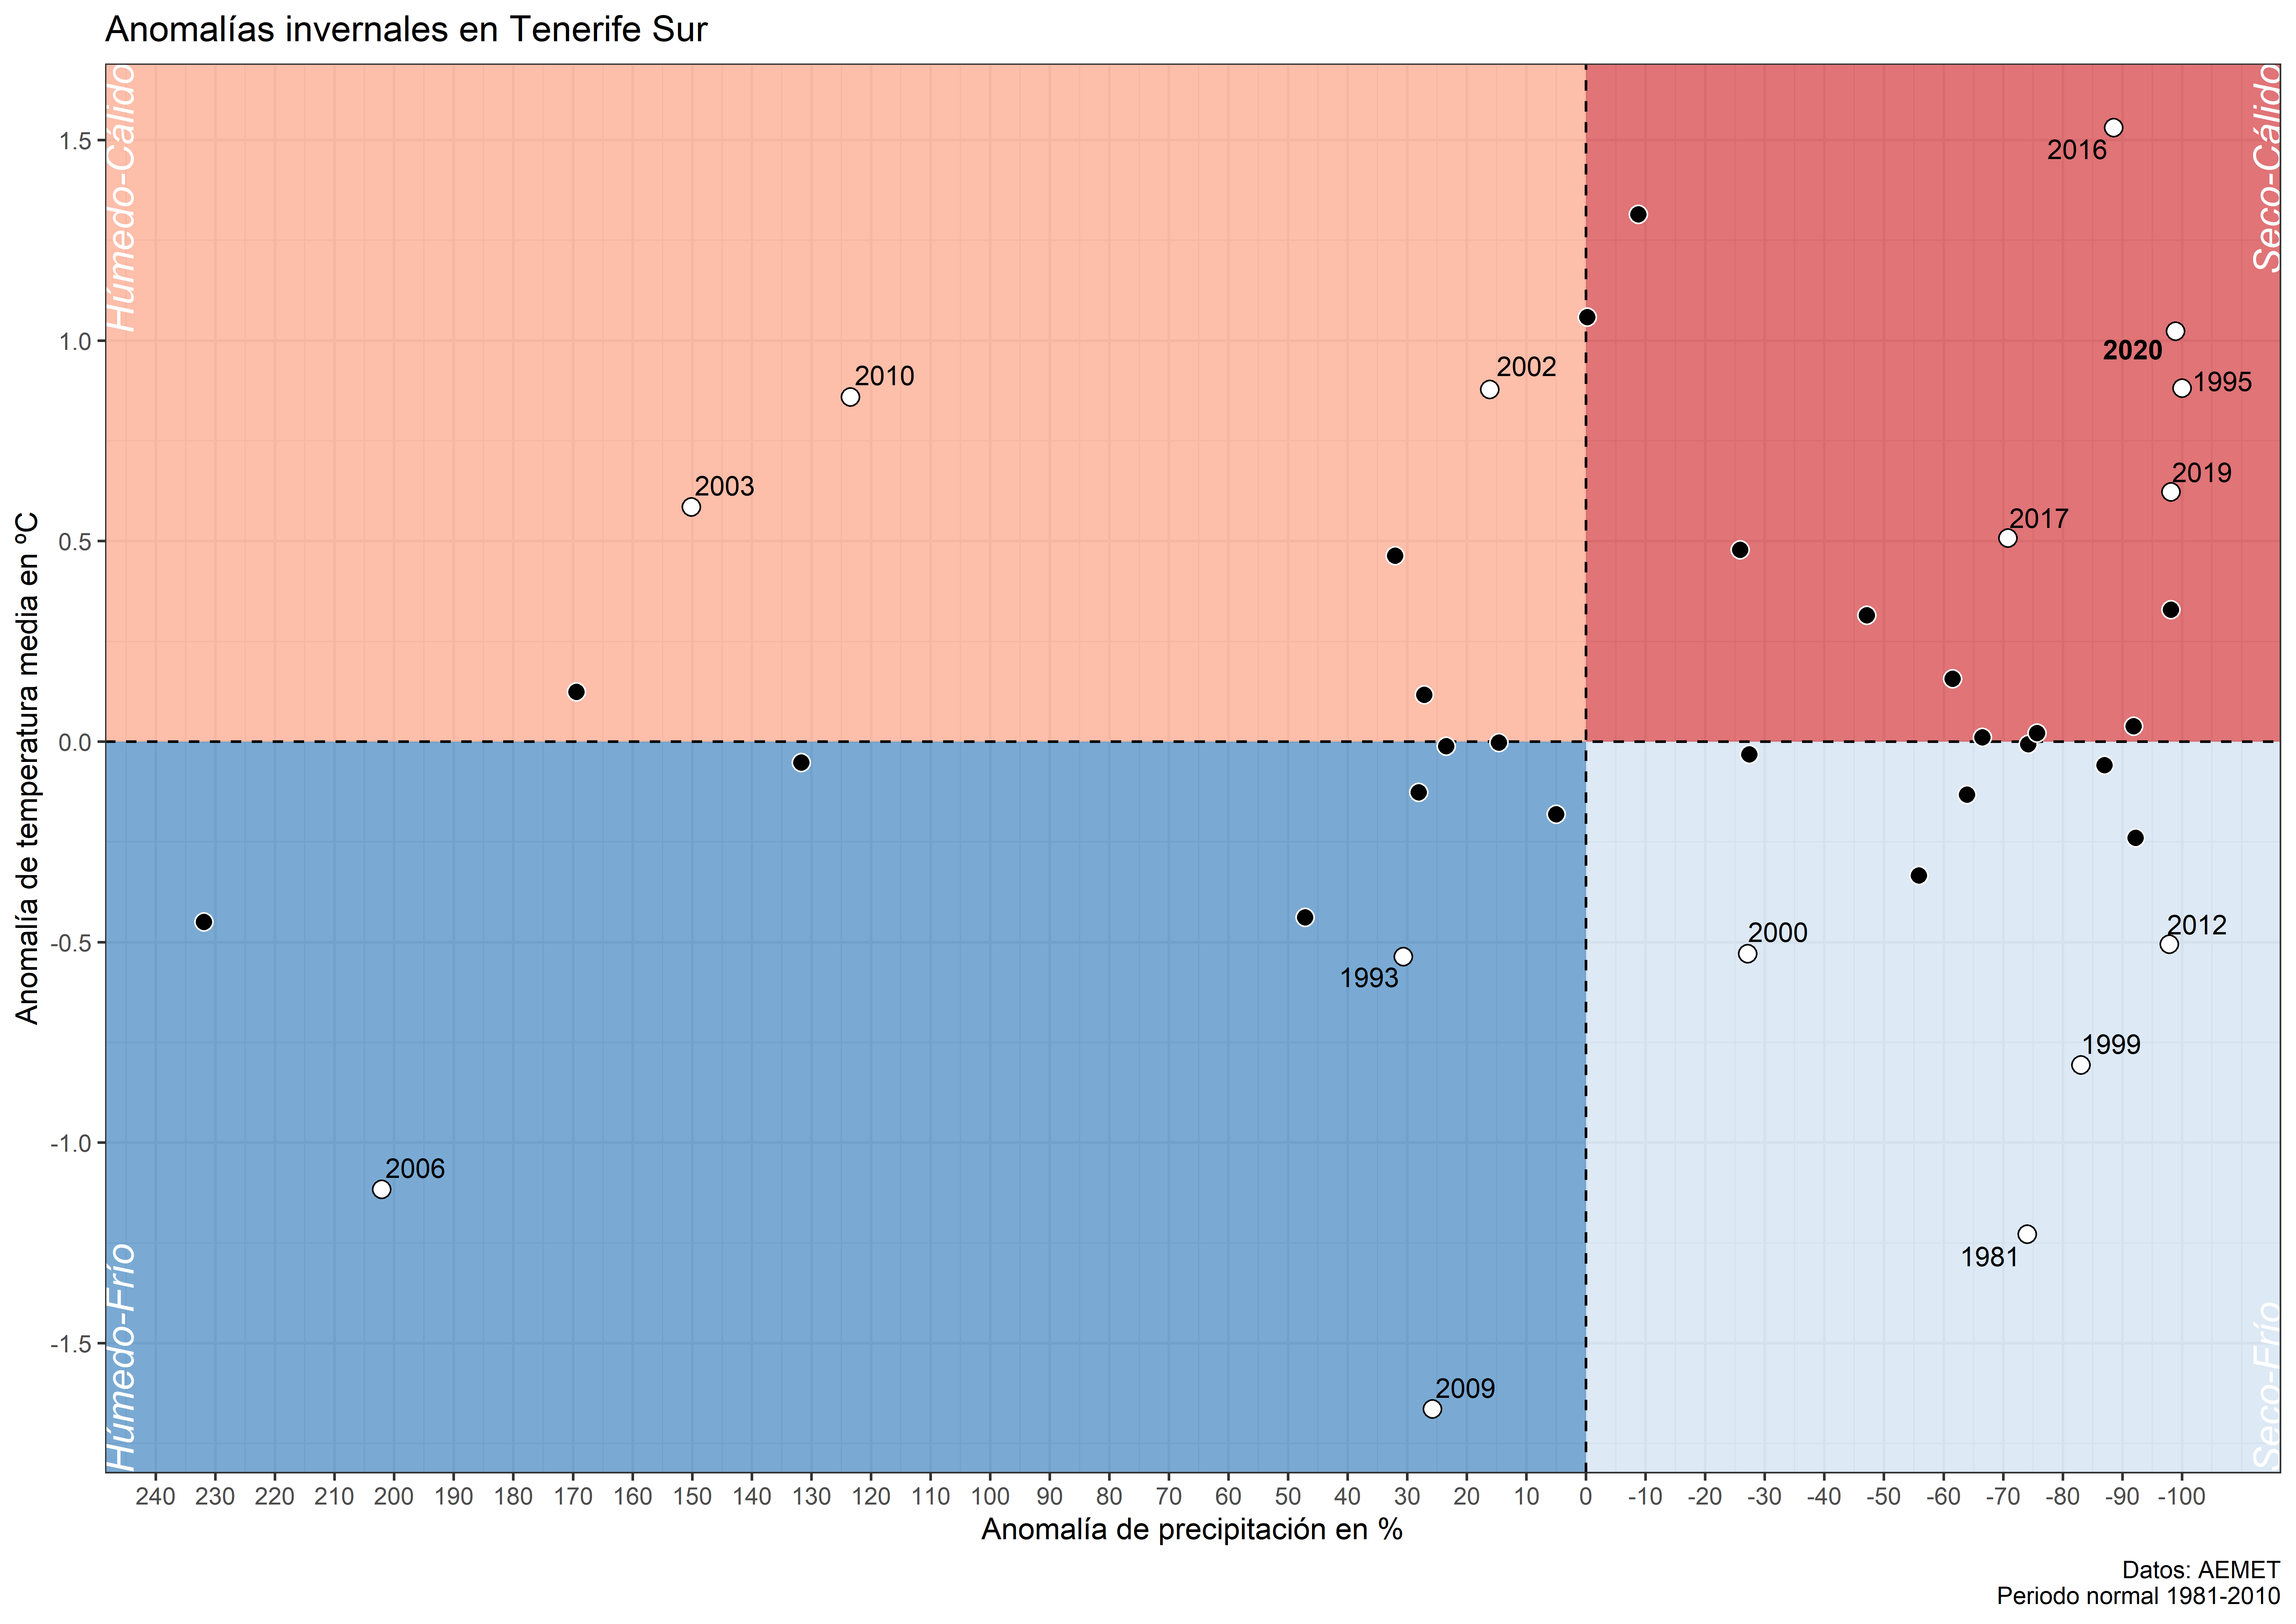 Anomalías invernales en Tenerife Sur
Húmedo-Cálido
Seco-Cálido
1.5
2016
1.0
2020
2010
2002
1995
2003
2019
2017
0.5
Anomalía de temperatura media en ºC
0.0
-0.5
2000
2012
1993
1999
-1.0
2006
1981
Húmedo-Frío
Seco-Frío
-1.5
2009
240 230 220 210 200 190 180 170 160 150 140 130 120 110 100 90 80 70 60 50 40 30 20 10 0 -10 -20 -30 -40 -50 -60 -70 -80 -90 -100
Anomalía de precipitación en %
Datos: AEMET
Periodo normal 1981-2010